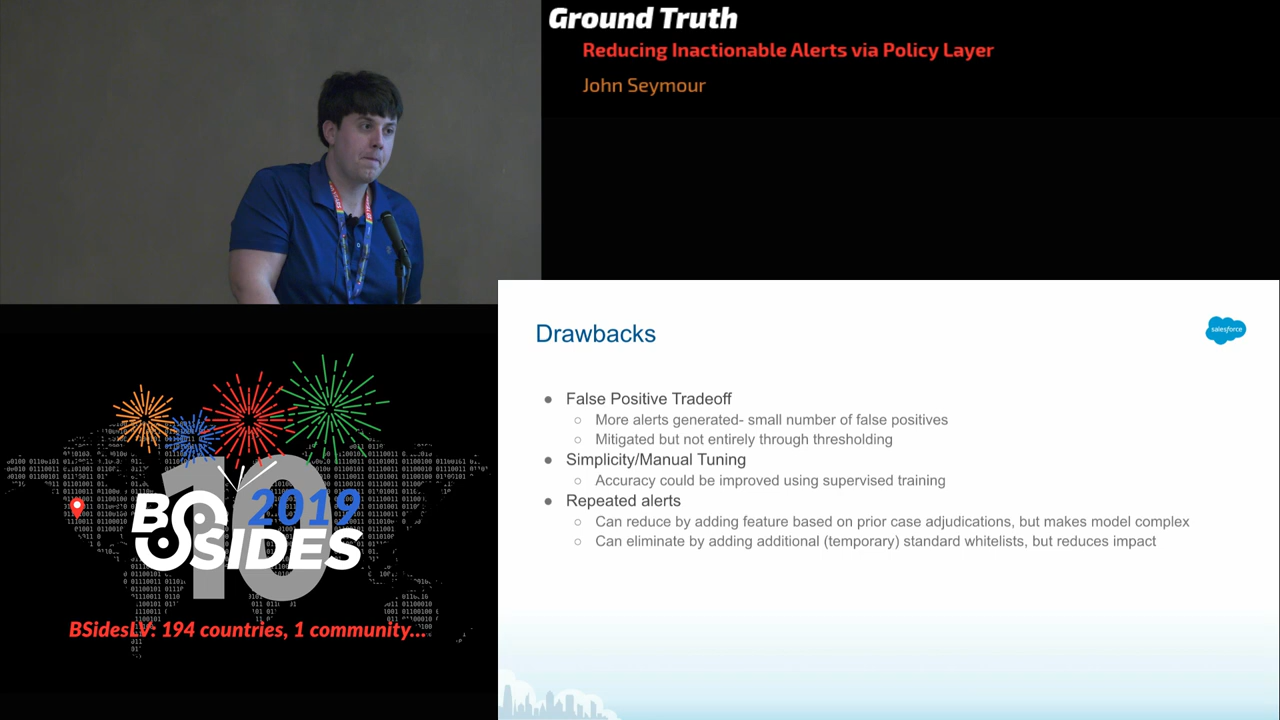 Ground Truth
Reducing Inactionable Alerts via Policy Layer
John Seymour
salesforce
Drawbacks
● False Positive Tradeoff
○ More alerts generated- small number of false positives
○ Mitigated but not entirely through thresholding
● Simplicity/Manual Tuning
○ Accuracy could be improved using supervised training
● Repeated alerts
○ Can reduce by adding feature based on prior case adjudications, but makes model complex
○ Can eliminate by adding additional (temporary) standard whitelists, but reduces impact
10
2019
BSIDES
BSidesLV: 194 countries, 1 community...